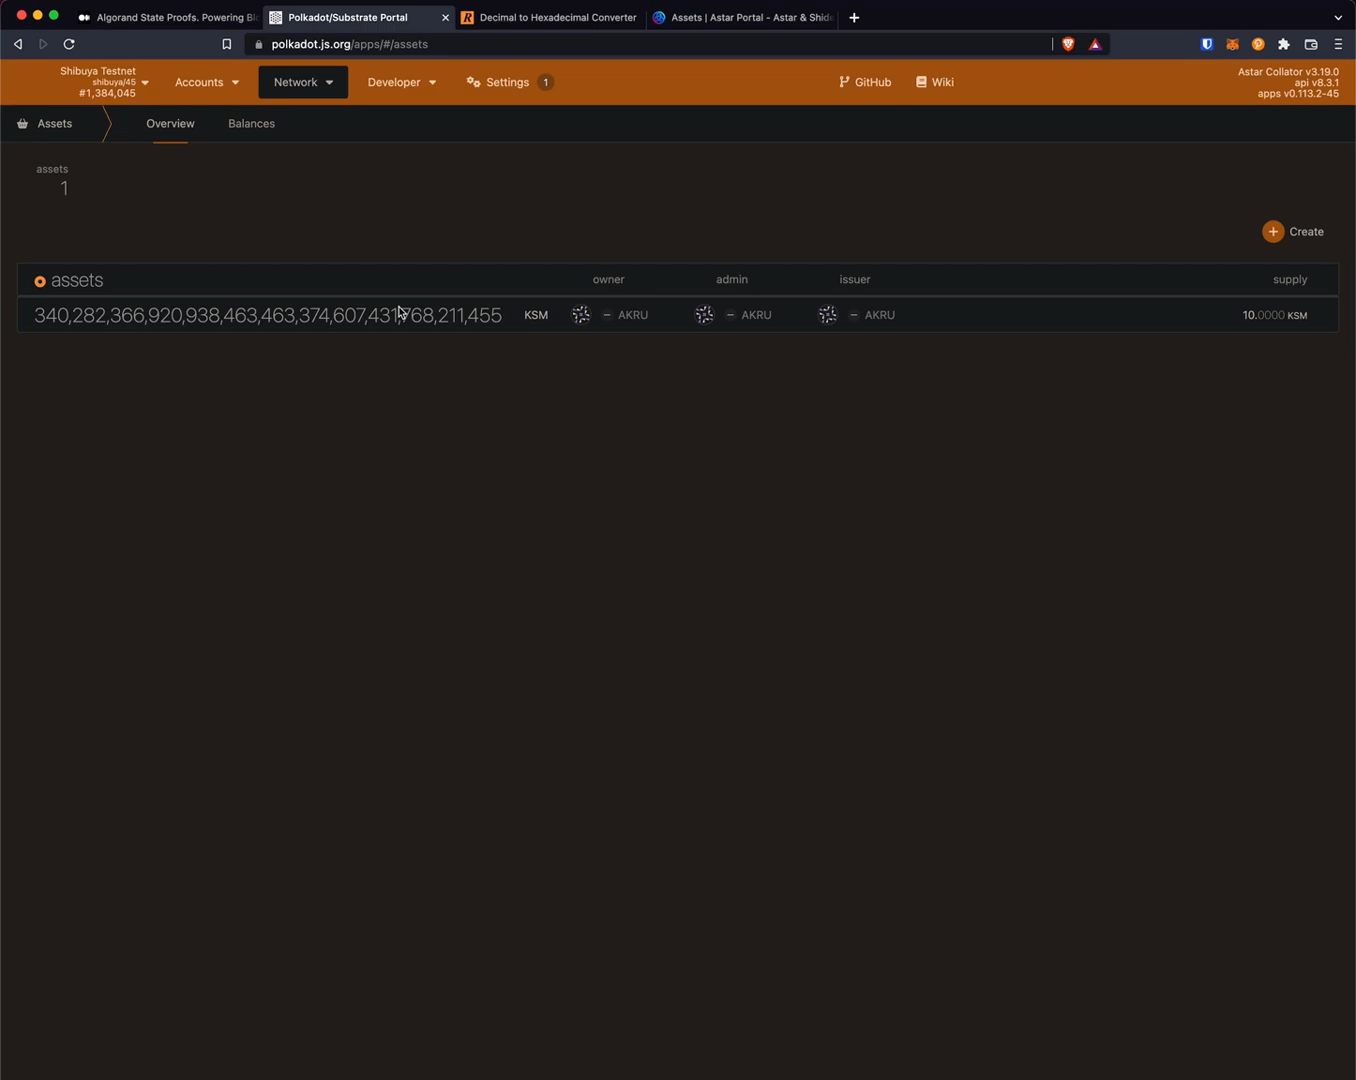 Algorand State Proofs. Powering Bl
Polkadot/Substrate Portal
Decimal to Hexadecimal Converter
Assets | Astar Portal - Astar & Shide
polkadot.js.org/apps/#/assets
Shibuya Testnet
shibuya/45
#1,384,045
Accounts
Network
Developer
Settings
1
GitHub
Wiki
Astar Collator v3.19.0
api v8.3.1
apps v0.113.2-45
Assets
Overview
Balances
assets
1
Create
assets
owner
admin
issuer
supply
340,282,366,920,938,463,463,374,607,431,768,211,455
KSM
– AKRU
– AKRU
– AKRU
10.0000 KSM